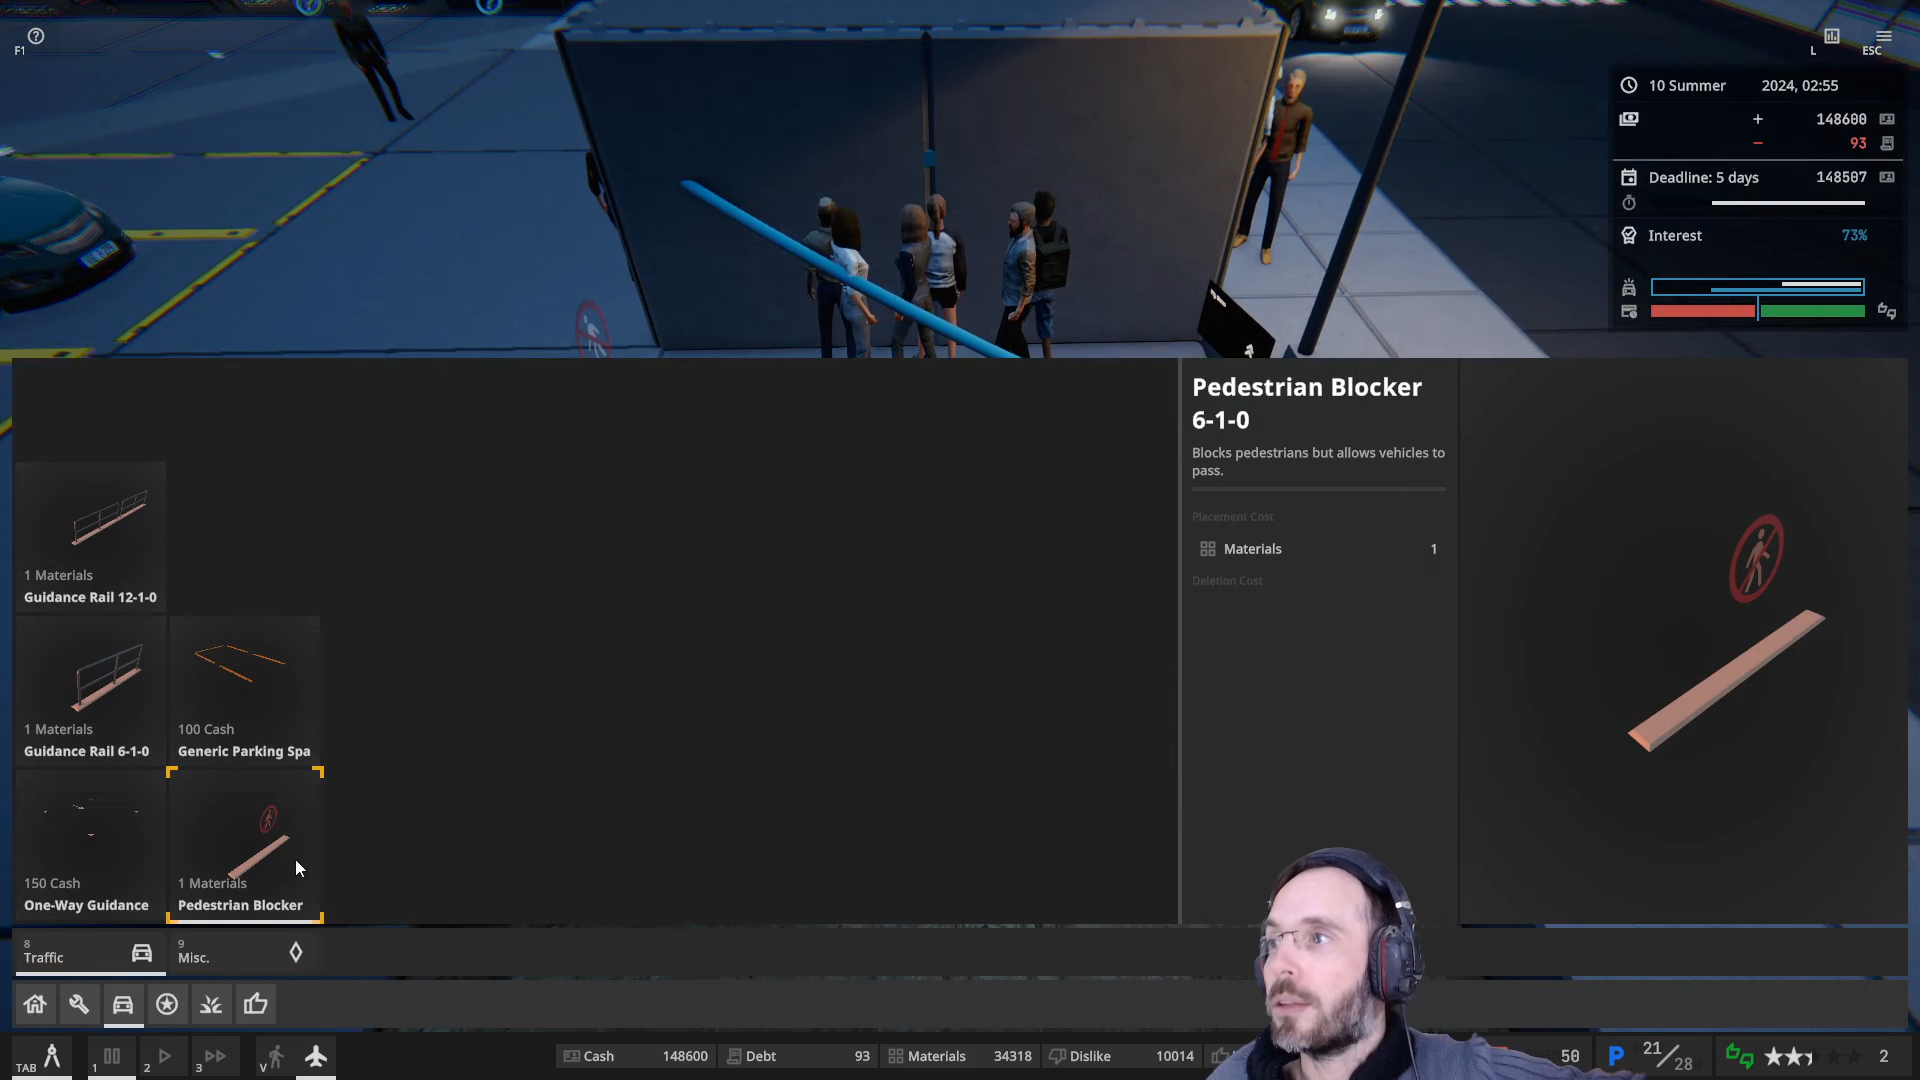 F1
L
ESC
10 Summer 2024, 02:55
+ 148600
- 93
Deadline: 5 days 148507
Interest 73%
Pedestrian Blocker
6-1-0
Blocks pedestrians but allows vehicles to
pass.
Placement Cost
Materials 1
Deletion Cost
1 Materials
Guidance Rail 12-1-0
1 Materials
Guidance Rail 6-1-0
100 Cash
Generic Parking Spa
150 Cash
One-Way Guidance
1 Materials
Pedestrian Blocker
8
Traffic
9
Misc.
TAB
1
2
3
V
Cash 148600
Debt 93
Materials 34318
Dislike 10014
50
P 21/28
2